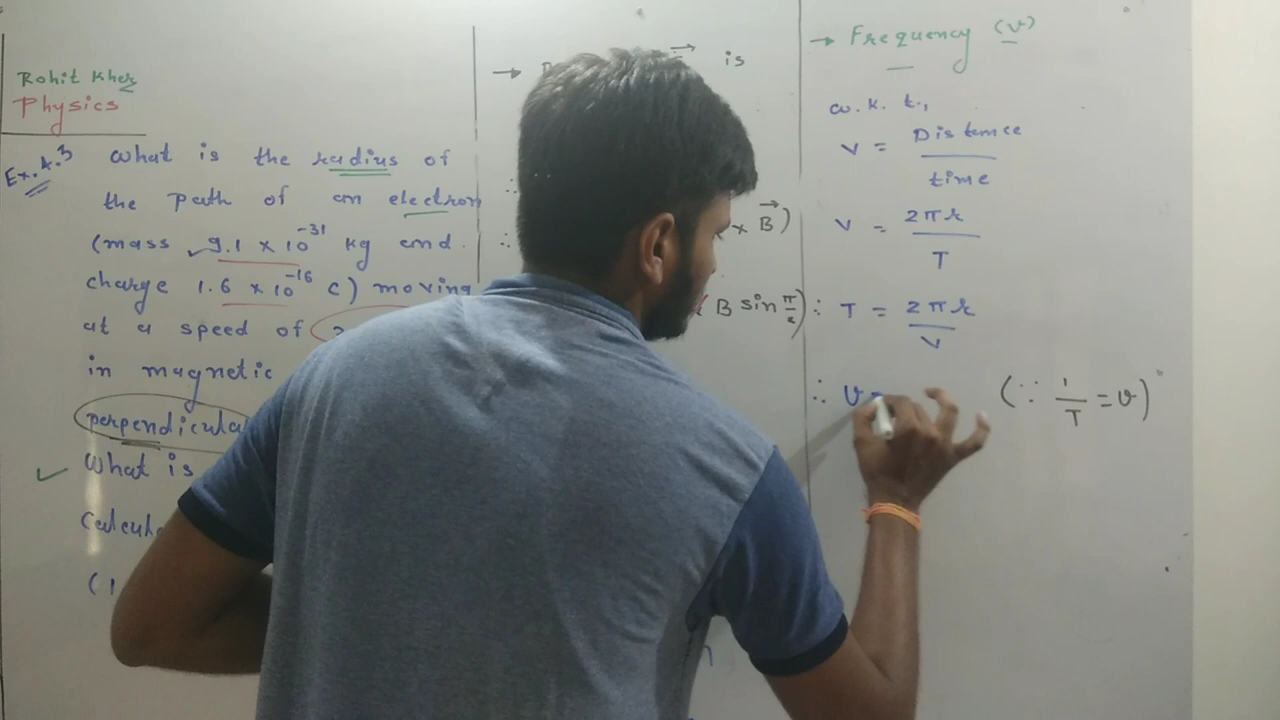 Rohit Kher
Physics
Ex.4.3 What is the radius of
the path of an electron
(mass 9.1 × 10⁻³¹ kg and
charge 1.6 × 10⁻¹⁶ C) moving
at a speed of
in magnetic
perpendicular
What is
Calcula
(1
→ is
∴
∴ × B⃗)
B sin π/2)
→ Frequency (ν)
w.k.t.,
v = Distance / time
v = 2πr / T
∴ T = 2πr / v
∴ ν = (∵ 1/T = ν)